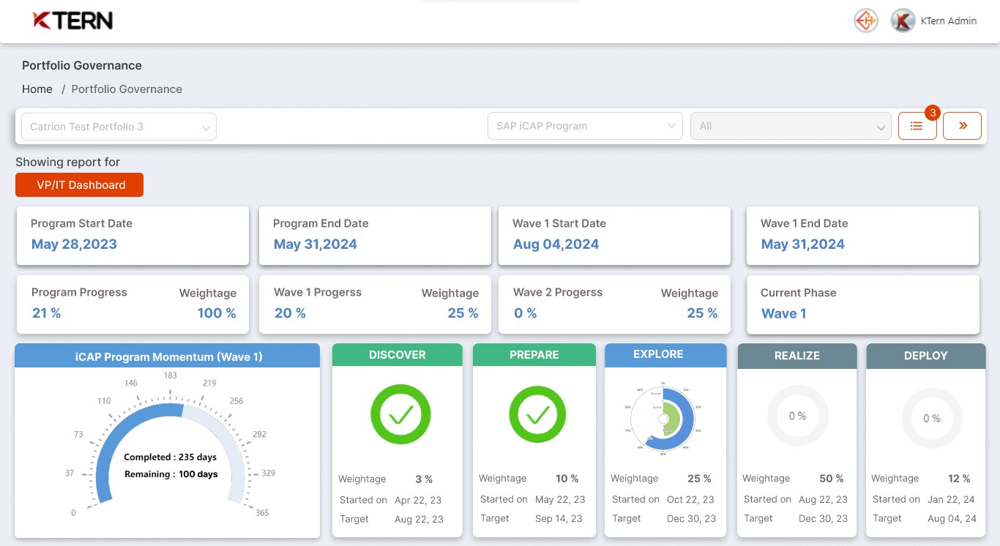 KTERN
KTern Admin
Portfolio Governance
Home / Portfolio Governance
Catrion Test Portfolio 3
SAP iCAP Program
All
3
Showing report for
VP/IT Dashboard
Program Start Date
May 28,2023
Program End Date
May 31,2024
Wave 1 Start Date
Aug 04,2024
Wave 1 End Date
May 31,2024
Program Progress Weightage
21 % 100 %
Wave 1 Progerss Weightage
20 % 25 %
Wave 2 Progerss Weightage
0 % 25 %
Current Phase
Wave 1
iCAP Program Momentum (Wave 1)
0
37
73
110
146
183
219
256
292
329
365
Completed : 235 days
Remaining : 100 days
DISCOVER
Weightage 3 %
Started on Apr 22, 23
Target Aug 22, 23
PREPARE
Weightage 10 %
Started on May 22, 23
Target Sep 14, 23
EXPLORE
Planned
Actual
Weightage 25 %
Started on Oct 22, 23
Target Dec 30, 23
REALIZE
0 %
Weightage 50 %
Started on Aug 22, 23
Target Dec 30, 23
DEPLOY
0 %
Weightage 12 %
Started on Jan 22, 24
Target Aug 04, 24